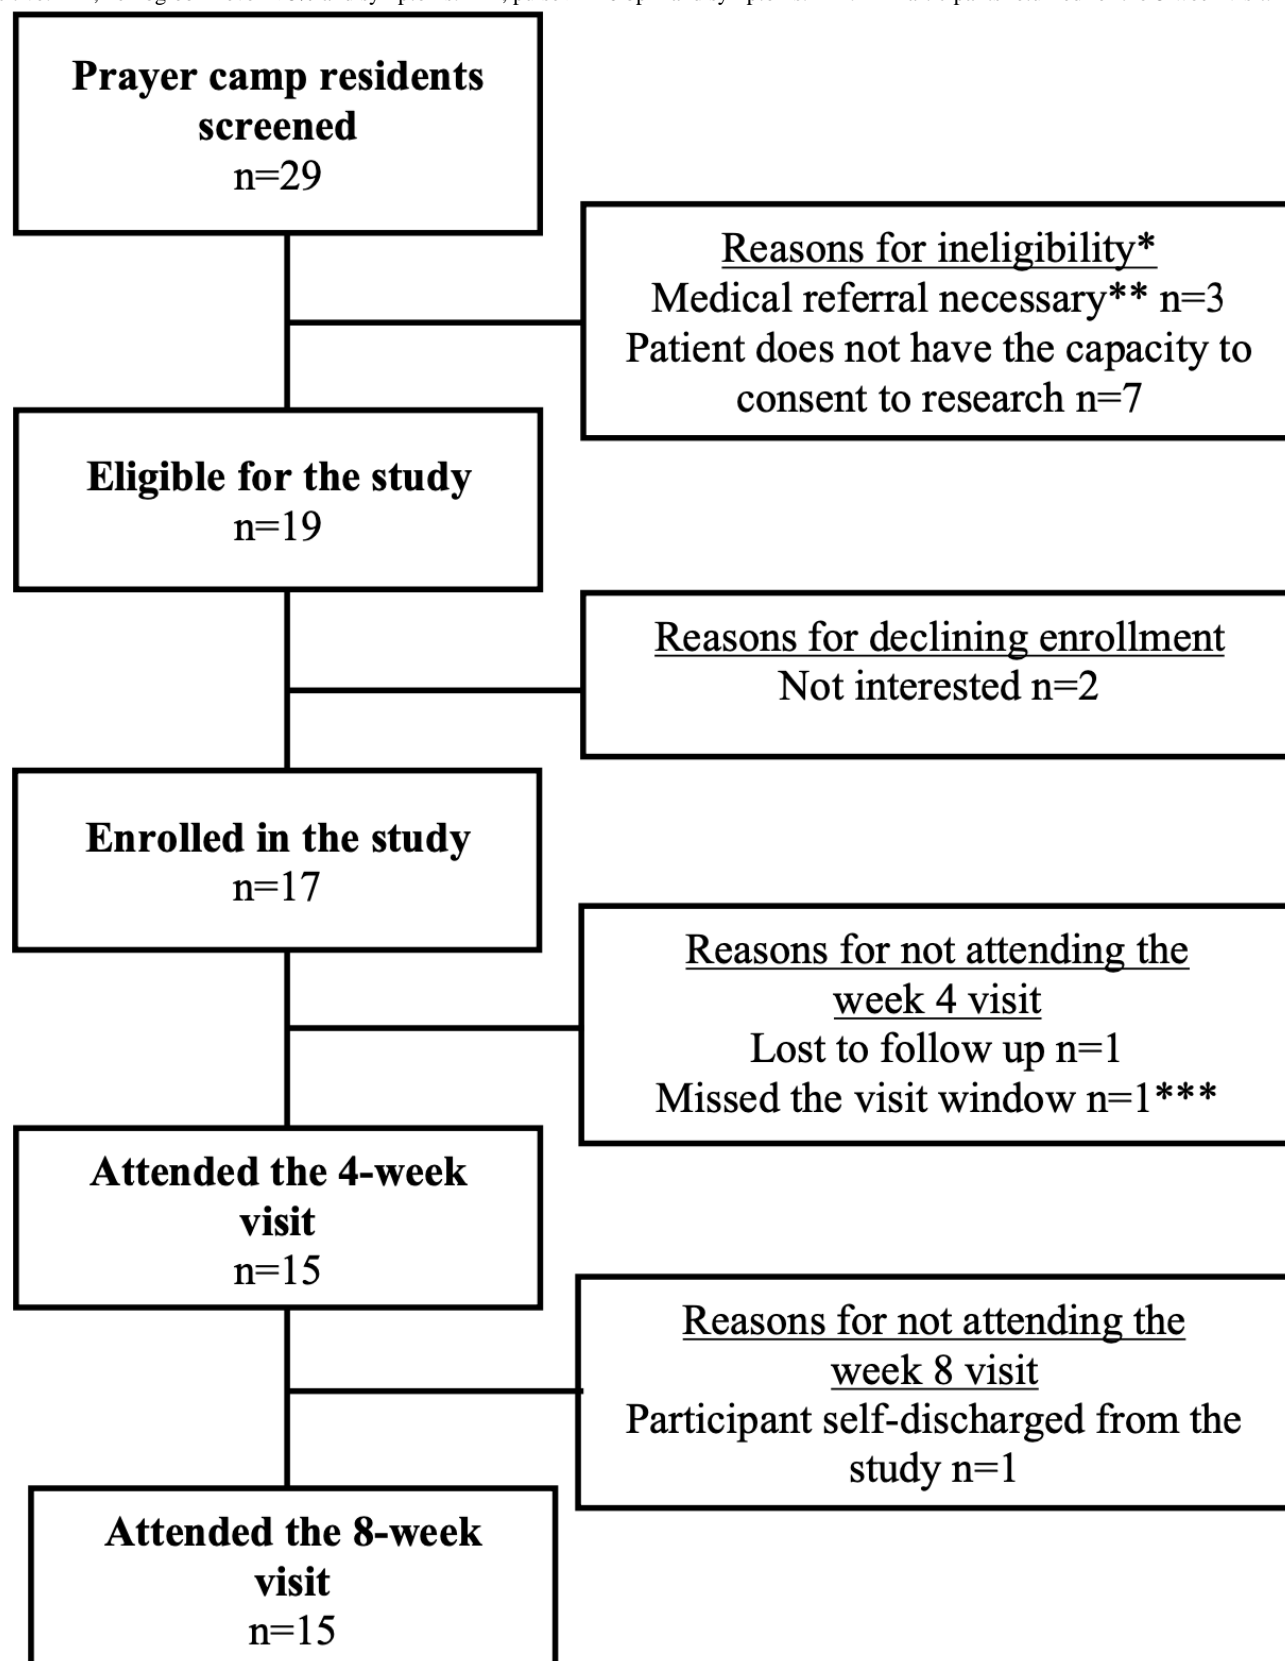 Prayer camp residents
screened
n=29
Reasons for ineligibility*
Medical referral necessary** n=3
Patient does not have the capacity to
consent to research n=7
Eligible for the study
n=19
Reasons for declining enrollment
Not interested n=2
Enrolled in the study
n=17
Reasons for not attending the
week 4 visit
Lost to follow up n=1
Missed the visit window n=1***
Attended the 4-week
visit
n=15
Reasons for not attending the
week 8 visit
Participant self-discharged from the
study n=1
Attended the 8-week
visit
n=15